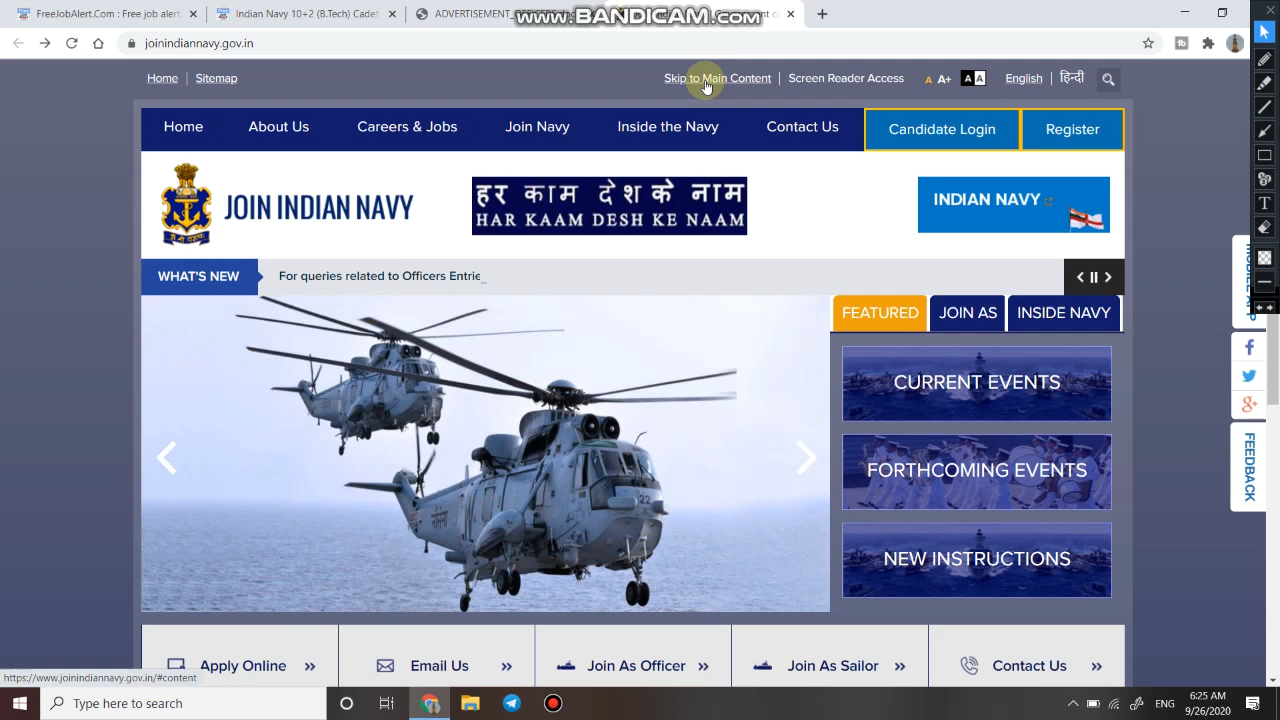 FreeJobAlert.Com : Free job alert
Indian Navy 10+2 (B.Tech) Cadet
ADVERTISEMENT
www.BANDICAM.com
joinindiannavy.gov.in
Home | Sitemap
Skip to Main Content | Screen Reader Access A A+ A A English | हिन्दी
Home About Us Careers & Jobs Join Navy Inside the Navy Contact Us Candidate Login Register
JOIN INDIAN NAVY
हर काम देश के नाम
HAR KAAM DESH KE NAAM
INDIAN NAVY
WHAT'S NEW For queries related to Officers Entrie_
FEATURED JOIN AS INSIDE NAVY
CURRENT EVENTS
FORTHCOMING EVENTS
NEW INSTRUCTIONS
22
FEEDBACK
Apply Online Email Us Join As Officer Join As Sailor Contact Us
https://www.joinindiannavy.gov.in/#content
Type here to search
ENG
6:25 AM
9/26/2020